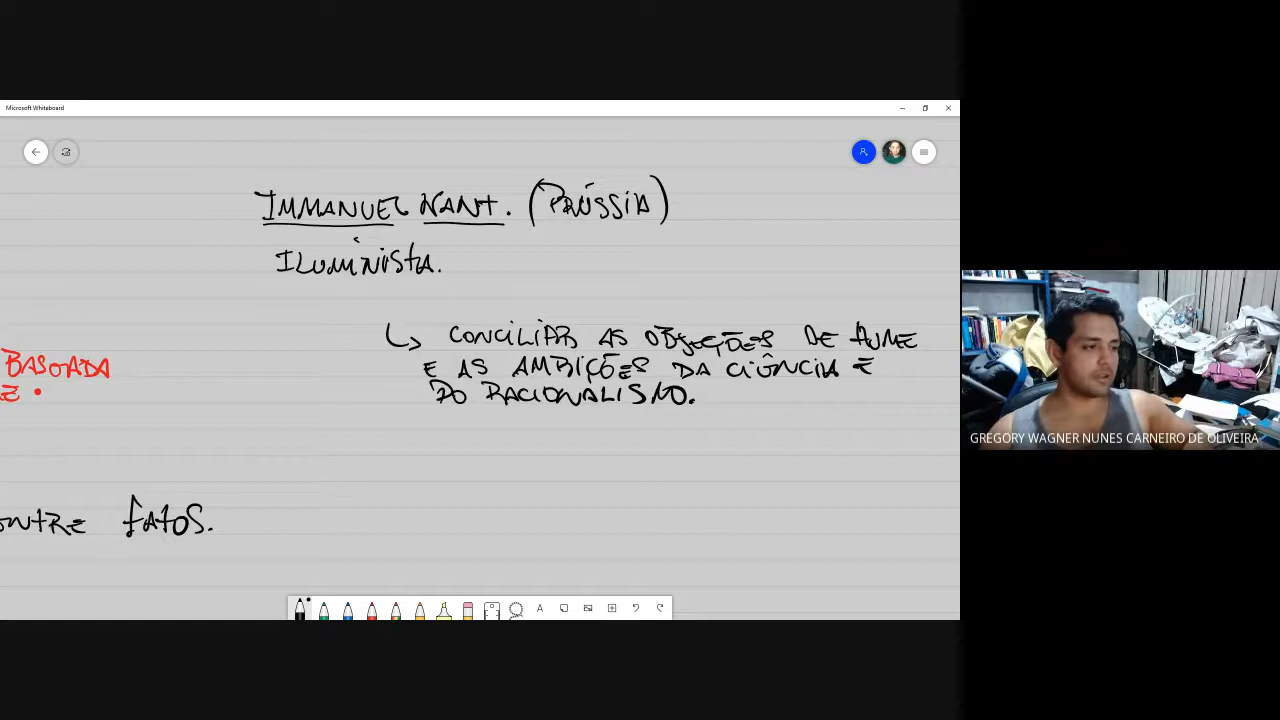 Microsoft Whiteboard
IMMANUEL KANT. (PRÚSSIA)
ILUMINISTA.
↳ CONCILIAR AS OBJEÇÕES DE HUME
E AS AMBIÇÕES DA CIÊNCIA E
DO RACIONALISMO.
BASEADA
E
ONTRE FATOS.
GREGORY WAGNER NUNES CARNEIRO DE OLIVEIRA
A